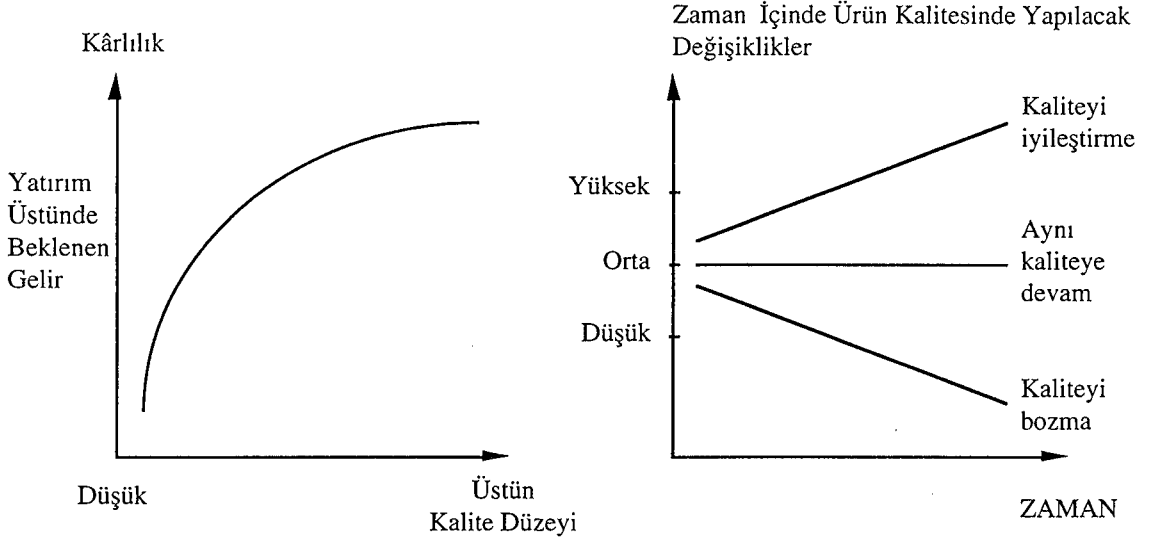 Kârlılık
Yatırım
Üstünde
Beklenen
Gelir
Düşük
Üstün
Kalite Düzeyi
Zaman İçinde Ürün Kalitesinde Yapılacak
Değişiklikler
Yüksek
Orta
Düşük
Kaliteyi
iyileştirme
Aynı
kaliteye
devam
Kaliteyi
bozma
ZAMAN